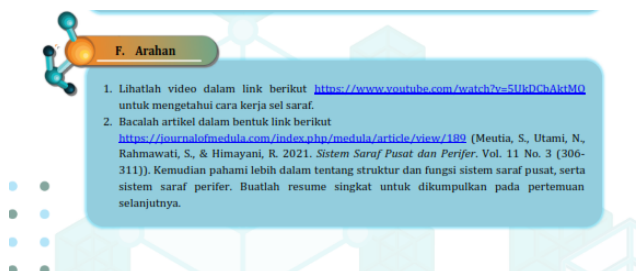 F. Arahan
1. Lihatlah video dalam link berikut https://www.youtube.com/watch?v=5UkDCbAktMQ
untuk mengetahui cara kerja sel saraf.
2. Bacalah artikel dalam bentuk link berikut
https://journalofmedula.com/index.php/medula/article/view/189 (Meutia, S., Utami, N.,
Rahmawati, S., & Himayani, R. 2021. Sistem Saraf Pusat dan Perifer. Vol. 11 No. 3 (306-
311)). Kemudian pahami lebih dalam tentang struktur dan fungsi sistem saraf pusat, serta
sistem saraf perifer. Buatlah resume singkat untuk dikumpulkan pada pertemuan
selanjutnya.